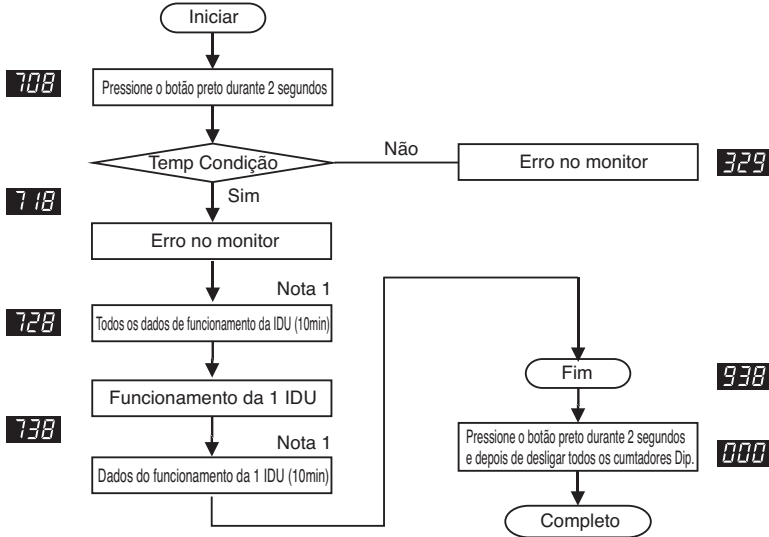 Iniciar
708
Pressione o botão preto durante 2 segundos
Temp Condição
Não
Erro no monitor
329
718
Sim
Erro no monitor
Nota 1
728
Todos os dados de funcionamento da IDU (10min)
Funcionamento da 1 IDU
738
Nota 1
Dados do funcionamento da 1 IDU (10min)
Fim
938
Pressione o botão preto durante 2 segundos
e depois de desligar todos os cumtadores Dip.
000
Completo